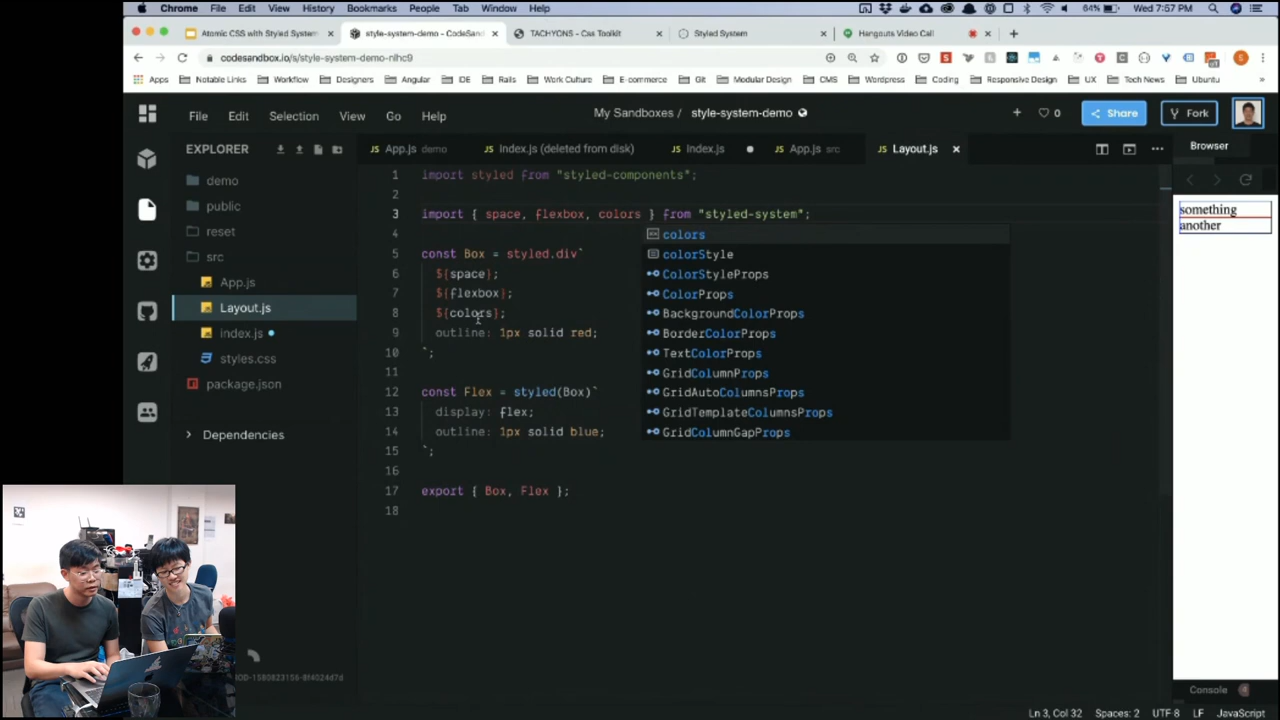 Chrome File Edit View History Bookmarks People Tab Window Help 64% Wed 7:57 PM
Atomic CSS with Styled System style-system-demo - CodeSand TACHYONS - Css Toolkit Styled System Hangouts Video Call
codesandbox.io/s/style-system-demo-nlhc9
Apps Notable Links Workflow Designers Angular IDE Rails Work Culture E-commerce Git Modular Design CMS Wordpress Coding Responsive Design UX Tech News Ubuntu
File Edit Selection View Go Help My Sandboxes / style-system-demo 0 Share Fork
EXPLORER App.js demo Index.js (deleted from disk) Index.js App.js src Layout.js Browser
demo
public
reset
src
App.js
Layout.js
index.js
styles.css
package.json
Dependencies
1 import styled from "styled-components";
2
3 import { space, flexbox, colors } from "styled-system";
4
5 const Box = styled.div`
6 ${space};
7 ${flexbox};
8 ${colors};
9 outline: 1px solid red;
10 `;
11
12 const Flex = styled(Box)`
13 display: flex;
14 outline: 1px solid blue;
15 `;
16
17 export { Box, Flex };
18
colors
colorStyle
ColorStyleProps
ColorProps
BackgroundColorProps
BorderColorProps
TextColorProps
GridColumnProps
GridAutoColumnsProps
GridTemplateColumnsProps
GridColumnGapProps
something
another
Console 4
Ln 3, Col 32 Spaces: 2 UTF-8 LF JavaScript